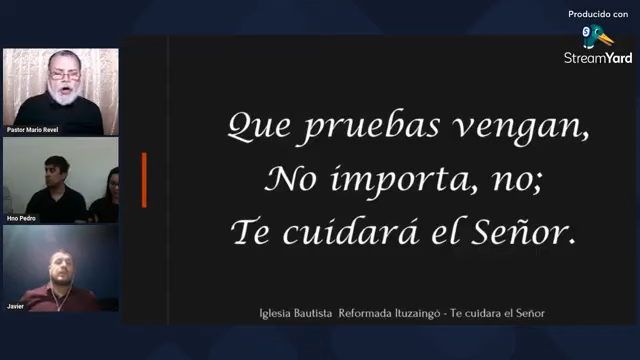 Producido con
StreamYard
Pastor Mario Revel
Hno Pedro
Javier
Que pruebas vengan,
No importa, no;
Te cuidará el Señor.
Iglesia Bautista Reformada Ituzaingó - Te cuidara el Señor